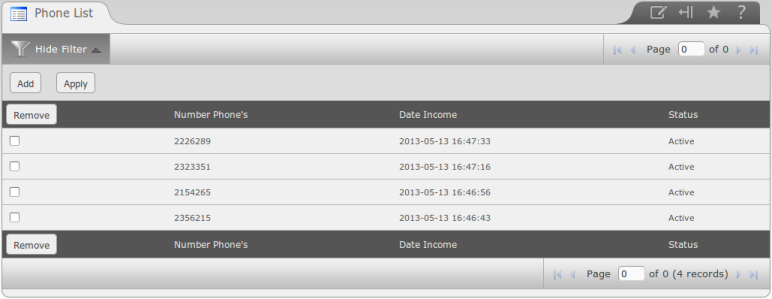 Phone List
?
Hide Filter Page 0 of 0
Add Apply
Remove Number Phone's Date Income Status
2226289 2013-05-13 16:47:33 Active
2323351 2013-05-13 16:47:16 Active
2154265 2013-05-13 16:46:56 Active
2356215 2013-05-13 16:46:43 Active
Remove Number Phone's Date Income Status
Page 0 of 0 (4 records)